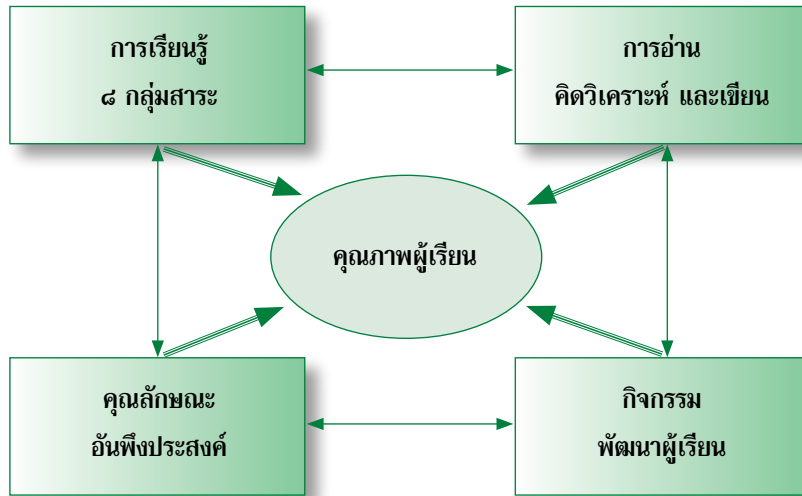 การเรียนรู้
๘ กลุ่มสาระ
การอ่าน
คิดวิเคราะห์ และเขียน
คุณภาพผู้เรียน
คุณลักษณะ
อันพึงประสงค์
กิจกรรม
พัฒนาผู้เรียน